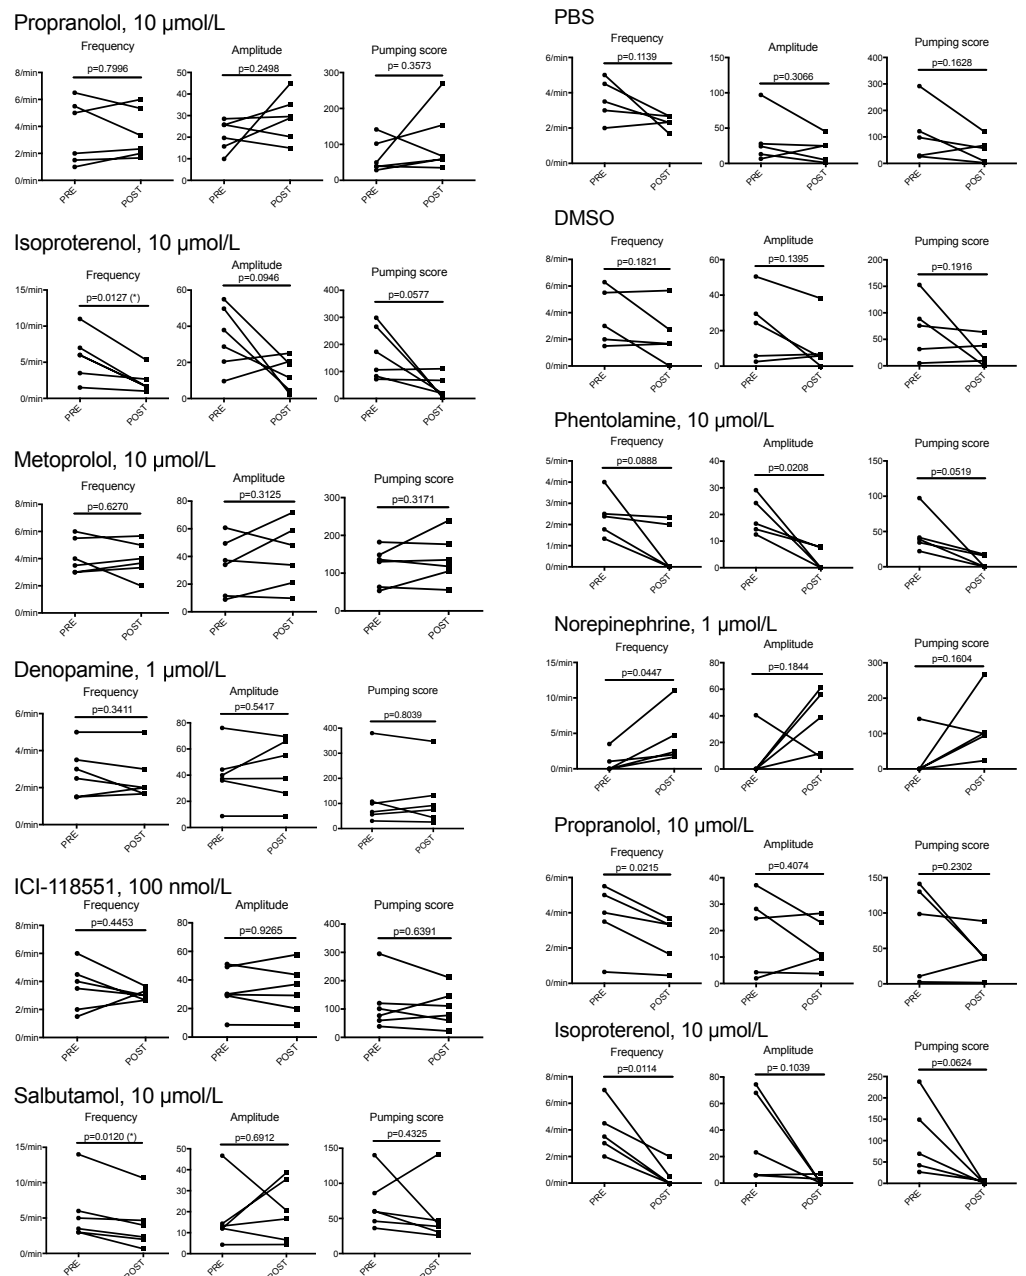 Propranolol, 10 µmol/L
Frequency
Amplitude
Pumping score
p=0.7996
p=0.2498
p= 0.3573
8/min
6/min
4/min
2/min
0/min
50
40
30
20
10
0
300
200
100
0
PRE
POST
PRE
POST
PRE
POST
Isoproterenol, 10 µmol/L
Frequency
Amplitude
Pumping score
p=0.0127 (*)
p=0.0946
p=0.0577
15/min
10/min
5/min
0/min
60
40
20
0
400
300
200
100
0
PRE
POST
PRE
POST
PRE
POST
Metoprolol, 10 µmol/L
Frequency
Amplitude
Pumping score
p=0.6270
p=0.3125
p=0.3171
8/min
6/min
4/min
2/min
0/min
80
60
40
20
0
300
200
100
0
PRE
POST
PRE
POST
PRE
POST
Denopamine, 1 µmol/L
Frequency
Amplitude
Pumping score
p=0.3411
p=0.5417
p=0.8039
6/min
4/min
2/min
0/min
80
60
40
20
0
400
300
200
100
0
PRE
POST
PRE
POST
PRE
POST
ICI-118551, 100 nmol/L
Frequency
Amplitude
Pumping score
p=0.4453
p=0.9265
p=0.6391
8/min
6/min
4/min
2/min
0/min
80
60
40
20
0
400
300
200
100
0
PRE
POST
PRE
POST
PRE
POST
Salbutamol, 10 µmol/L
Frequency
Amplitude
Pumping score
p=0.0120 (*)
p=0.6912
p=0.4325
15/min
10/min
5/min
0/min
50
40
30
20
10
0
150
100
50
0
PRE
POST
PRE
POST
PRE
POST
PBS
Frequency
Amplitude
Pumping score
p=0.1139
p=0.3066
p=0.1628
6/min
4/min
2/min
0/min
150
100
50
0
400
300
200
100
0
PRE
POST
PRE
POST
PRE
POST
DMSO
Frequency
Amplitude
Pumping score
p=0.1821
p=0.1395
p=0.1916
8/min
6/min
4/min
2/min
0/min
60
40
20
0
200
150
100
50
0
PRE
POST
PRE
POST
PRE
POST
Phentolamine, 10 µmol/L
Frequency
Amplitude
Pumping score
p=0.0888
p=0.0208
p=0.0519
5/min
4/min
3/min
2/min
1/min
0/min
40
30
20
10
0
150
100
50
0
PRE
POST
PRE
POST
PRE
POST
Norepinephrine, 1 µmol/L
Frequency
Amplitude
Pumping score
p=0.0447
p=0.1844
p=0.1604
15/min
10/min
5/min
0/min
80
60
40
20
0
300
200
100
0
PRE
POST
PRE
POST
PRE
POST
Propranolol, 10 µmol/L
Frequency
Amplitude
Pumping score
p= 0.0215
p=0.4074
p=0.2302
6/min
4/min
2/min
0/min
40
30
20
10
0
150
100
50
0
PRE
POST
PRE
POST
PRE
POST
Isoproterenol, 10 µmol/L
Frequency
Amplitude
Pumping score
p=0.0114
p= 0.1039
p=0.0624
8/min
6/min
4/min
2/min
0/min
80
60
40
20
0
250
200
150
100
50
0
PRE
POST
PRE
POST
PRE
POST